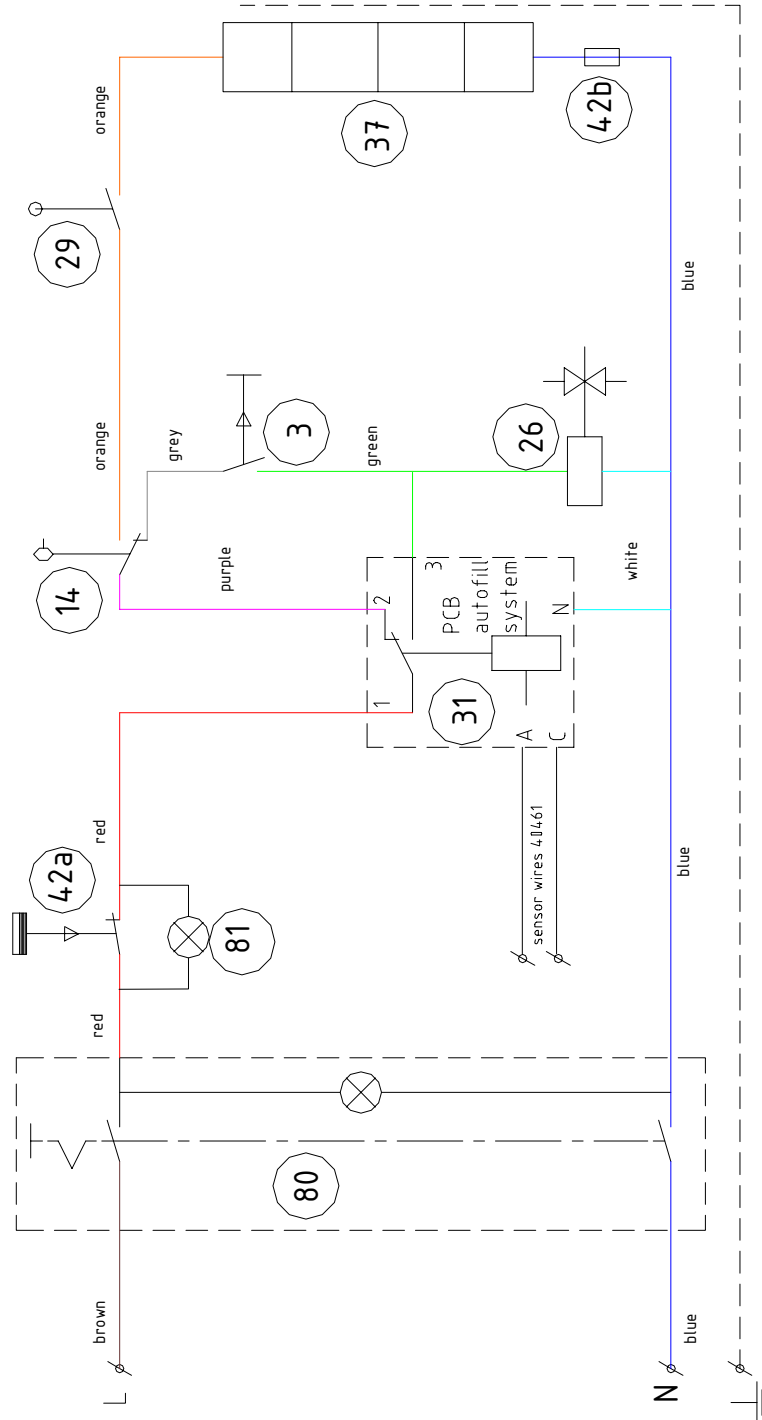 42a
14
29
brown
red
red
orange
orange
L
grey
purple
81
80
3
green
37
1
2
3
31
PCB
autofill
system
26
A
C
N
sensor wires 40461
42b
white
N
blue
blue
blue